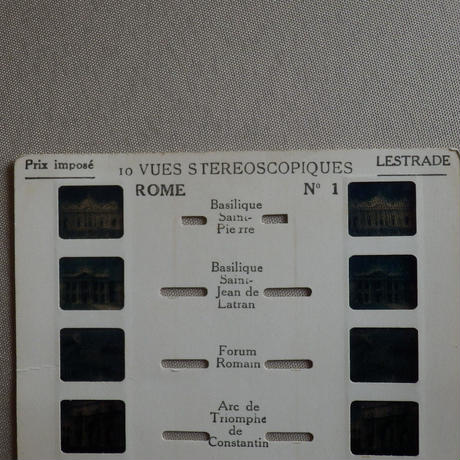 Prix imposé
10 VUES STEREOSCOPIQUES
LESTRADE
ROME
N° 1
Basilique
Saint-
Pierre
Basilique
Saint-
Jean de
Latran
Forum
Romain
Arc de
Triomphe
de
Constantin